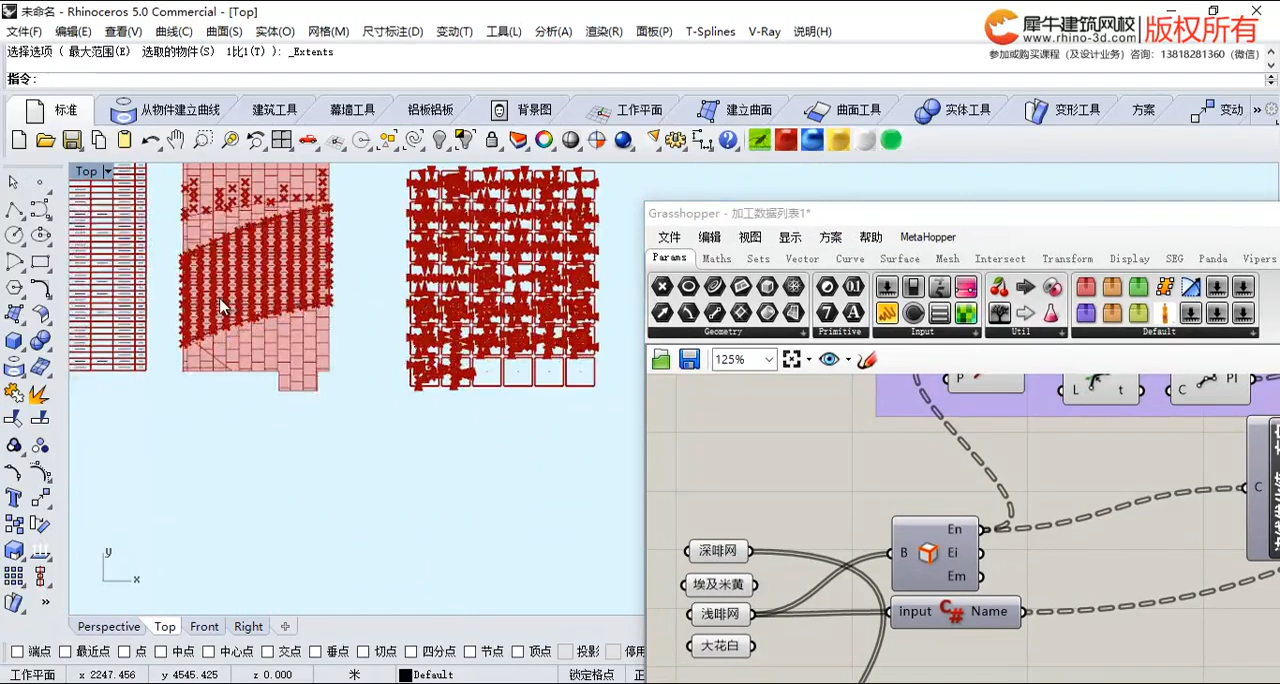 未命名 - Rhinoceros 5.0 Commercial - [Top]
文件(F) 编辑(E) 查看(V) 曲线(C) 曲面(S) 实体(O) 网格(M) 尺寸标注(D) 变动(T) 工具(L) 分析(A) 渲染(R) 面板(P) T-Splines V-Ray 说明(H)
犀牛建筑网校 版权所有
www.rhino-3d.com
参加或购买课程（及设计业务）咨询: 13818281360（微信）
选择选项 ( 最大范围(E) 选取的物件(S) 1比1(T) ): _Extents
指令:
标准 从物件建立曲线 建筑工具 幕墙工具 铝板铝板 背景图 工作平面 建立曲面 曲面工具 实体工具 变形工具 方案 变动 »
Top
Grasshopper - 加工数据列表1*
文件 编辑 视图 显示 方案 帮助 MetaHopper
Params Maths Sets Vect Curve Surface Mesh Intersect Transform Display SEG Panda Vipers
Geometry Primitive Input Util Default
125%
P L t C Pl
C
En
B Ei
Em
深啡网
埃及米黄
浅啡网
大花白
input C# Name
y
x
Perspective Top Front Right
端点 最近点 点 中点 中心点 交点 垂点 切点 四分点 节点 顶点 投影 停用
工作平面 x 2247.456 y 4545.425 z 0.000 米 Default 锁定格点 正